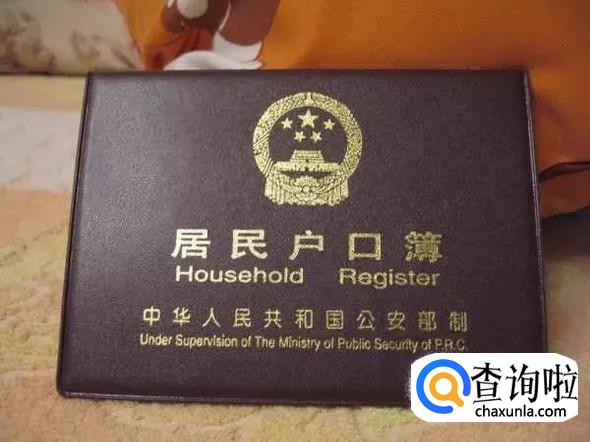 居民户口簿
Household Register
中华人民共和国公安部制
Under Supervision of The Ministry of Public Security of P.R.C.
查询啦
chaxunla.com